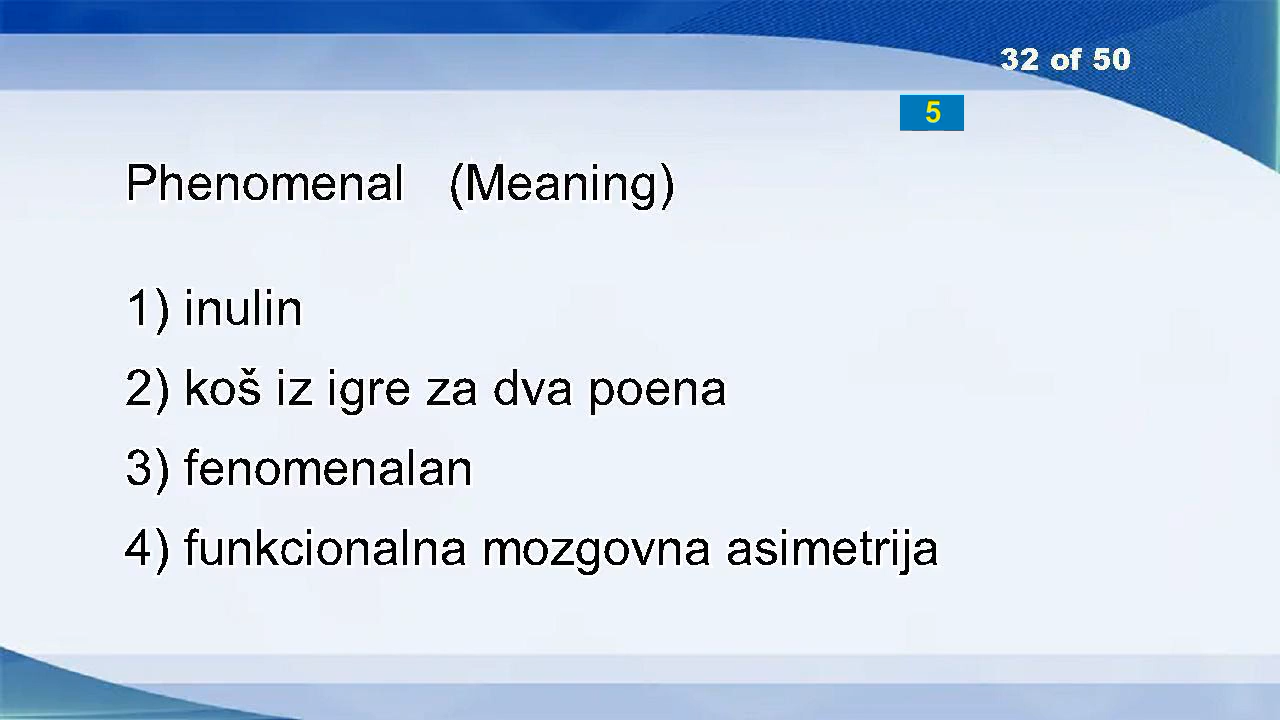 32 of 50
5
Phenomenal (Meaning)
1) inulin
2) koš iz igre za dva poena
3) fenomenalan
4) funkcionalna mozgovna asimetrija